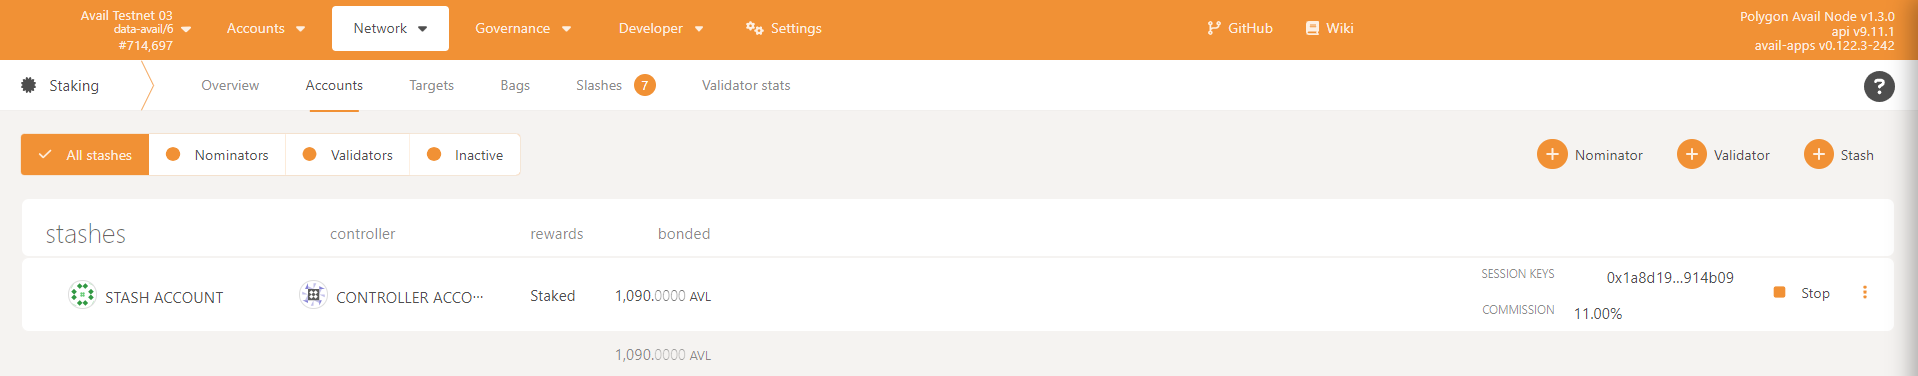 Avail Testnet 03
data-avail/6
#714,697
Accounts
Network
Governance
Developer
Settings
GitHub
Wiki
Polygon Avail Node v1.3.0
api v9.11.1
avail-apps v0.122.3-242
Staking
Overview
Accounts
Targets
Bags
Slashes 7
Validator stats
?
All stashes
Nominators
Validators
Inactive
Nominator
Validator
Stash
stashes
controller
rewards
bonded
STASH ACCOUNT
CONTROLLER ACCO···
Staked
1,090.0000 AVL
SESSION KEYS
0x1a8d19...914b09
COMMISSION
11.00%
Stop
1,090.0000 AVL